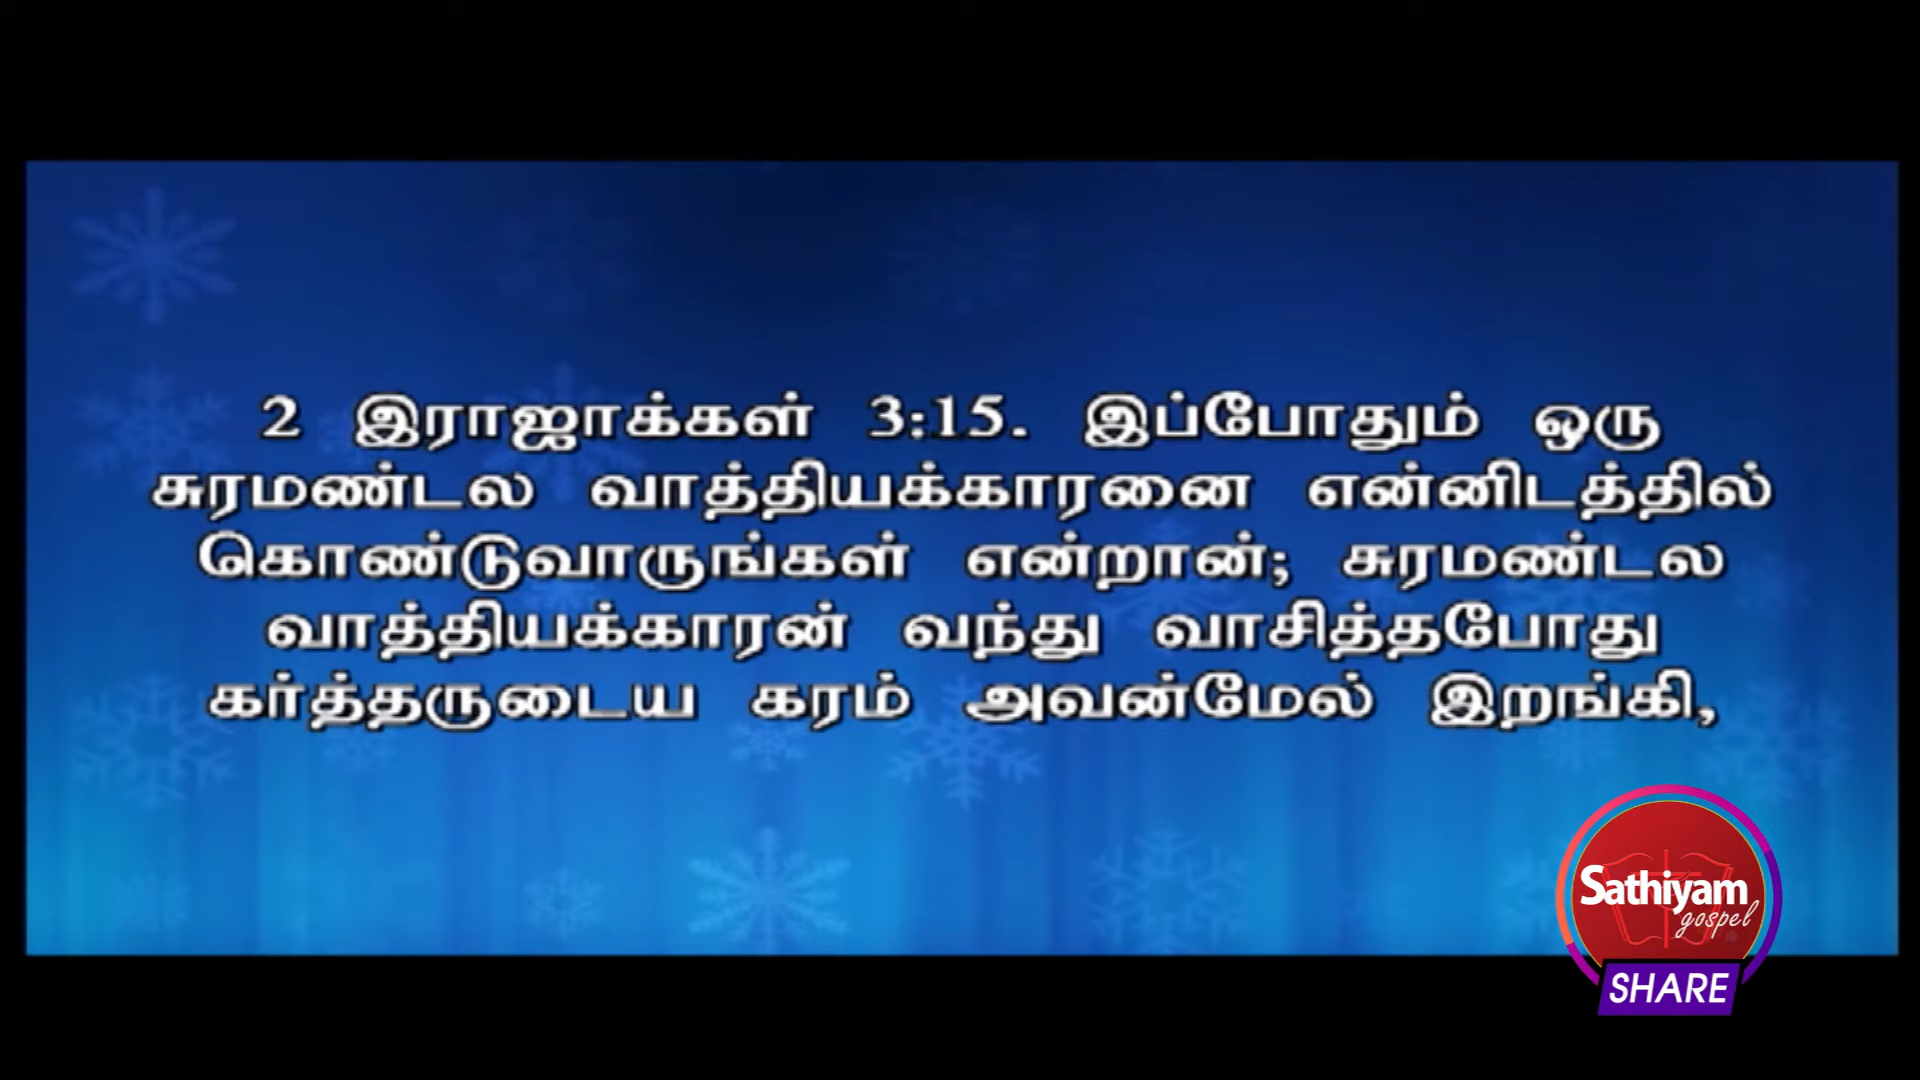 2 இராஜாக்கள் 3:15. இப்போதும் ஒரு
சுரமண்டல வாத்தியக்காரனை என்னிடத்தில்
கொண்டுவாருங்கள் என்றான்; சுரமண்டல
வாத்தியக்காரன் வந்து வாசித்தபோது
கர்த்தருடைய கரம் அவன்மேல் இறங்கி,
Sathiyam
gospel
SHARE